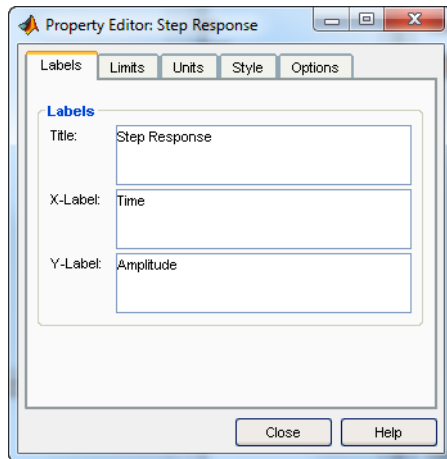 Property Editor: Step Response
Labels Limits Units Style Options
Labels
Title: Step Response
X-Label: Time
Y-Label: Amplitude
Close Help